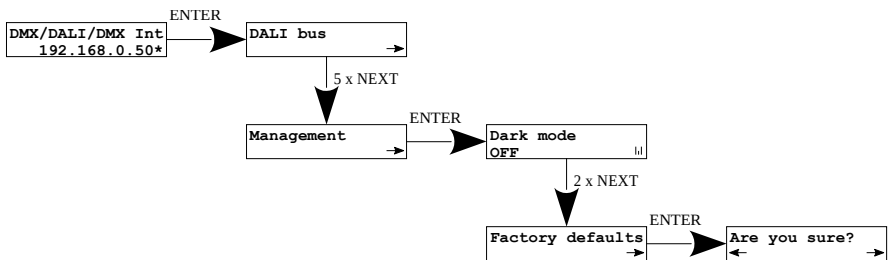 ENTER
DMX/DALI/DMX Int
192.168.0.50*
DALI bus
5 x NEXT
Management
ENTER
Dark mode
OFF
2 x NEXT
Factory defaults
ENTER
Are you sure?